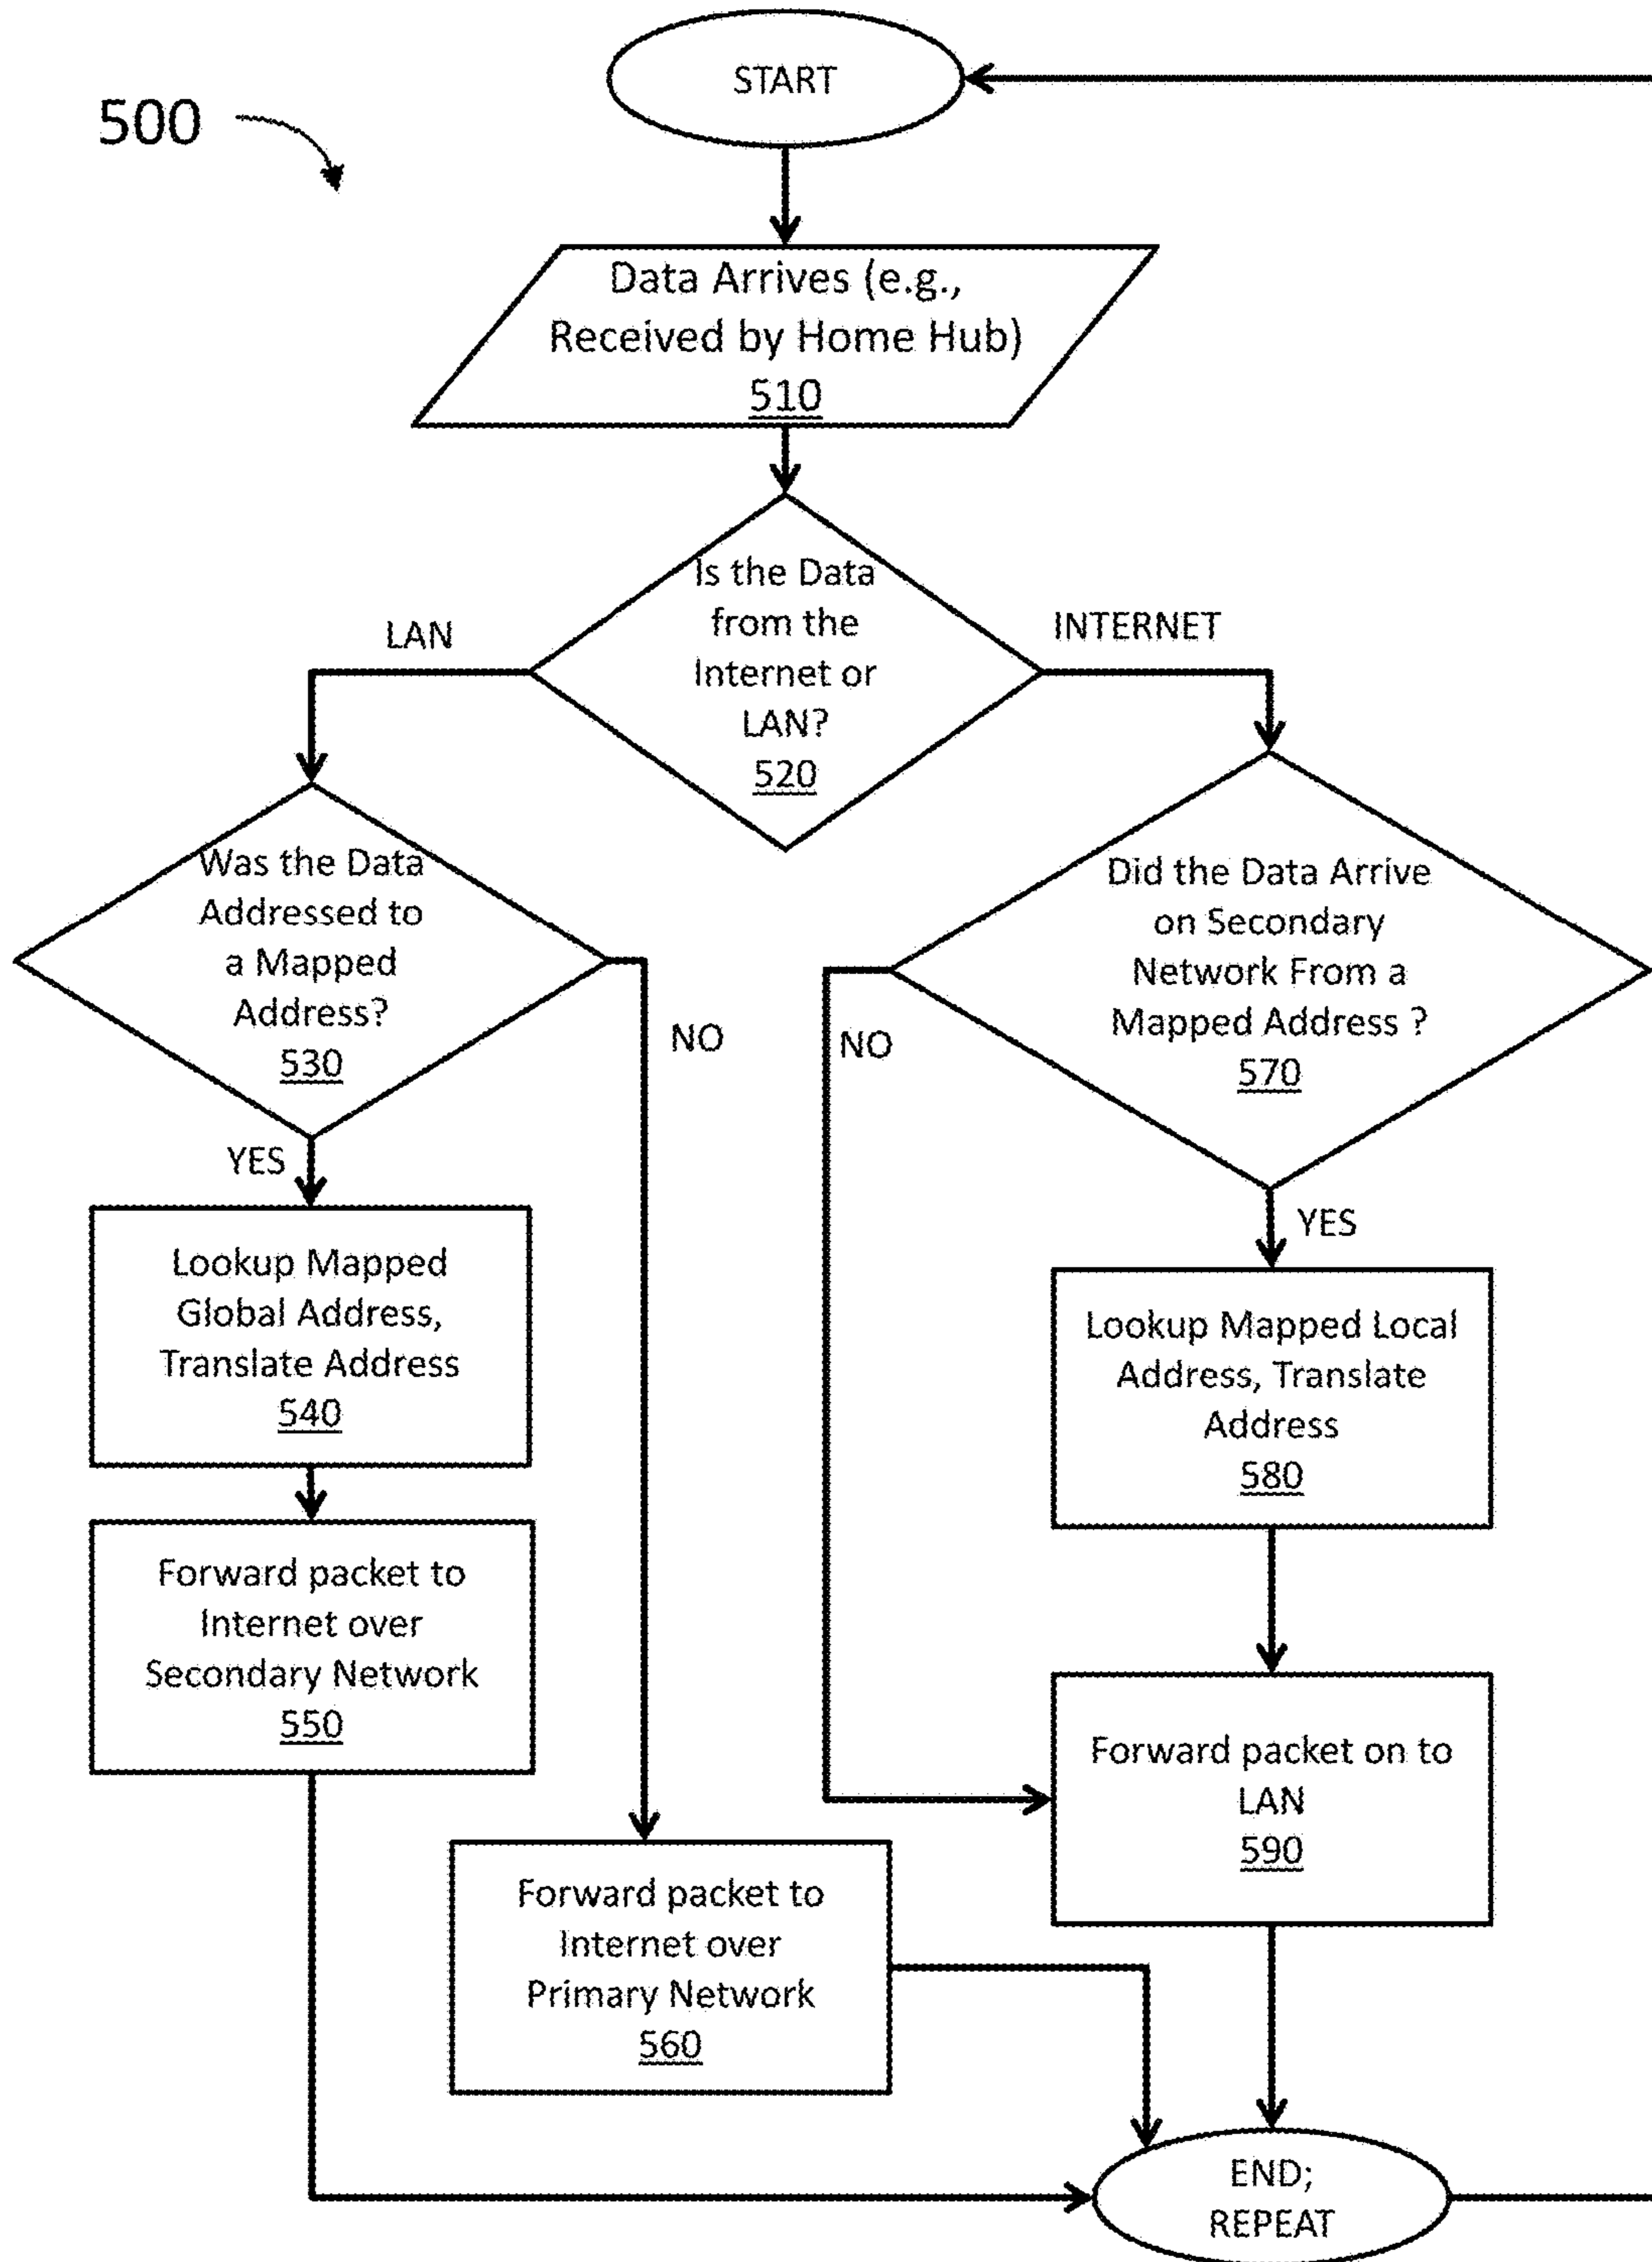 START
500
Data Arrives (e.g.,
Received by Home Hub)
510
Is the Data
from the
Internet or
LAN?
520
LAN
INTERNET
Was the Data
Addressed to
a Mapped
Address?
530
NO
YES
Did the Data Arrive
on Secondary
Network From a
Mapped Address ?
570
NO
YES
Lookup Mapped
Global Address,
Translate Address
540
Lookup Mapped Local
Address, Translate
Address
580
Forward packet to
Internet over
Secondary Network
550
Forward packet on to
LAN
590
Forward packet to
Internet over
Primary Network
560
END;
REPEAT